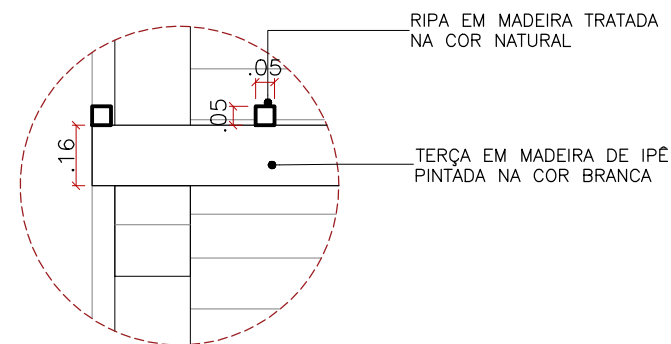 RIPA EM MADEIRA TRATADA
NA COR NATURAL
.05
.05
.16
TERÇA EM MADEIRA DE IPÊ
PINTADA NA COR BRANCA